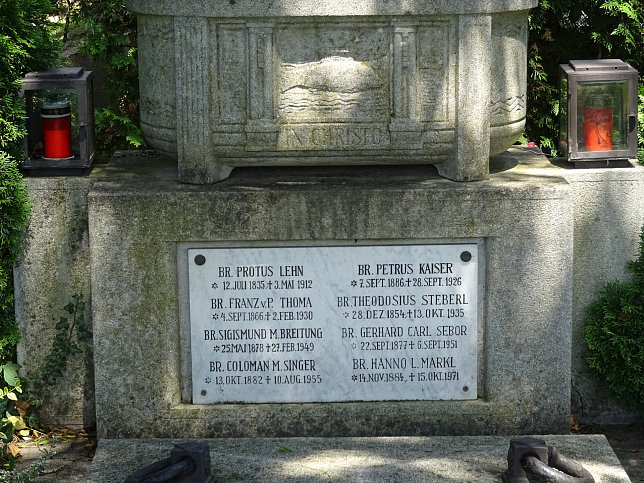 IN CHRISTO
BR. PROTUS LEHN
* 12. JULI 1835. † 3. MAI 1912
BR. FRANZ v. P. THOMA
* 4. SEPT. 1866 † 2. FEB. 1930
BR. SIGISMUND M. BREITUNG
* 25. MAI 1878 † 27. FEB. 1949
BR. COLOMAN M. SINGER
* 13. OKT. 1882 † 10. AUG. 1955
BR. PETRUS KAISER
* 7. SEPT. 1886 † 28. SEPT. 1926
BR. THEODOSIUS STEBERL
* 28. DEZ. 1854. † 13. OKT. 1935
BR. GERHARD CARL SEBOR
* 22. SEPT. 1877 † 6. SEPT. 1951
BR. HANNO L. MARKL
* 14. NOV. 1884, † 15. OKT. 1971